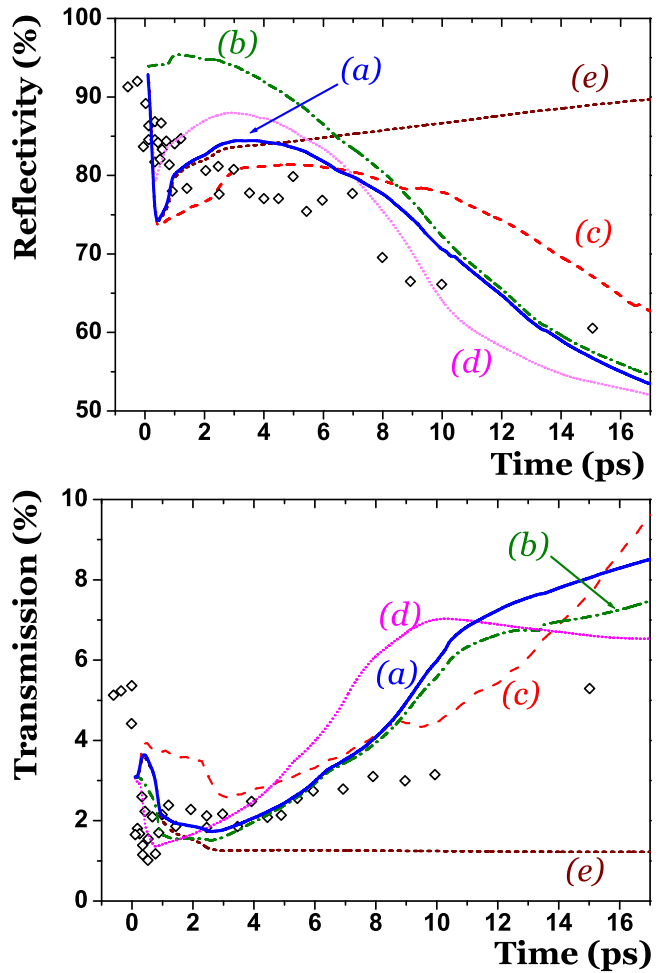 Reflectivity (%)
100
90
80
70
60
50
(b)
(a)
(e)
(c)
(d)
0 2 4 6 8 10 12 14 16
Time (ps)
Transmission (%)
10
8
6
4
2
0
(b)
(d)
(a)
(c)
(e)
0 2 4 6 8 10 12 14 16
Time (ps)